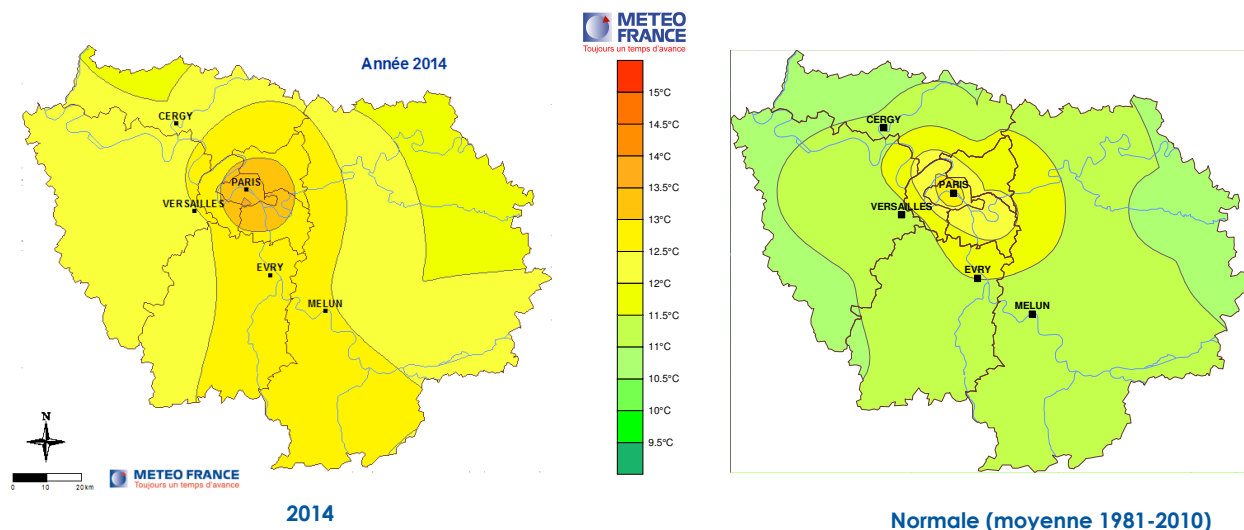 METEO
FRANCE
Toujours un temps d'avance
Année 2014
CERGY
PARIS
VERSAILLES
EVRY
MELUN
N
0 10 20 km
METEO FRANCE
Toujours un temps d'avance
2014
15°C
14.5°C
14°C
13.5°C
13°C
12.5°C
12°C
11.5°C
11°C
10.5°C
10°C
9.5°C
CERGY
PARIS
VERSAILLES
EVRY
MELUN
Normale (moyenne 1981-2010)